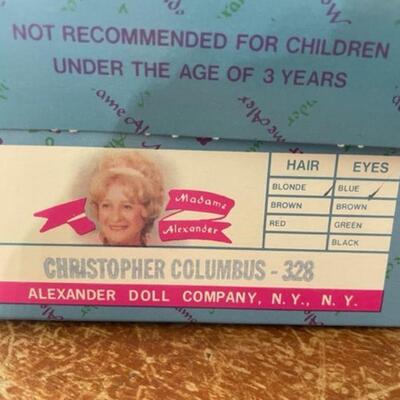 NOT RECOMMENDED FOR CHILDREN
UNDER THE AGE OF 3 YEARS
Madame
Alexander
HAIR EYES
BLONDE BLUE
BROWN BROWN
RED GREEN
BLACK
CHRISTOPHER COLUMBUS - 328
ALEXANDER DOLL COMPANY, N.Y., N.Y.